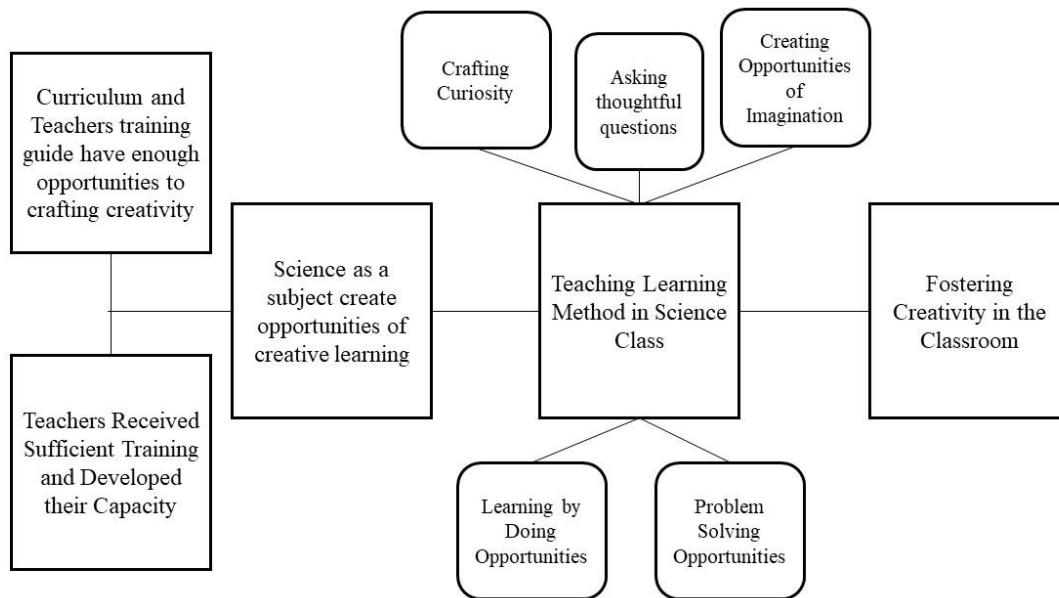 Curriculum and
Teachers training
guide have enough
opportunities to
crafting creativity
Teachers Received
Sufficient Training
and Developed
their Capacity
Science as a
subject create
opportunities of
creative learning
Crafting
Curiosity
Asking
thoughtful
questions
Creating
Opportunities
of
Imagination
Teaching Learning
Method in Science
Class
Learning by
Doing
Opportunities
Problem
Solving
Opportunities
Fostering
Creativity in the
Classroom